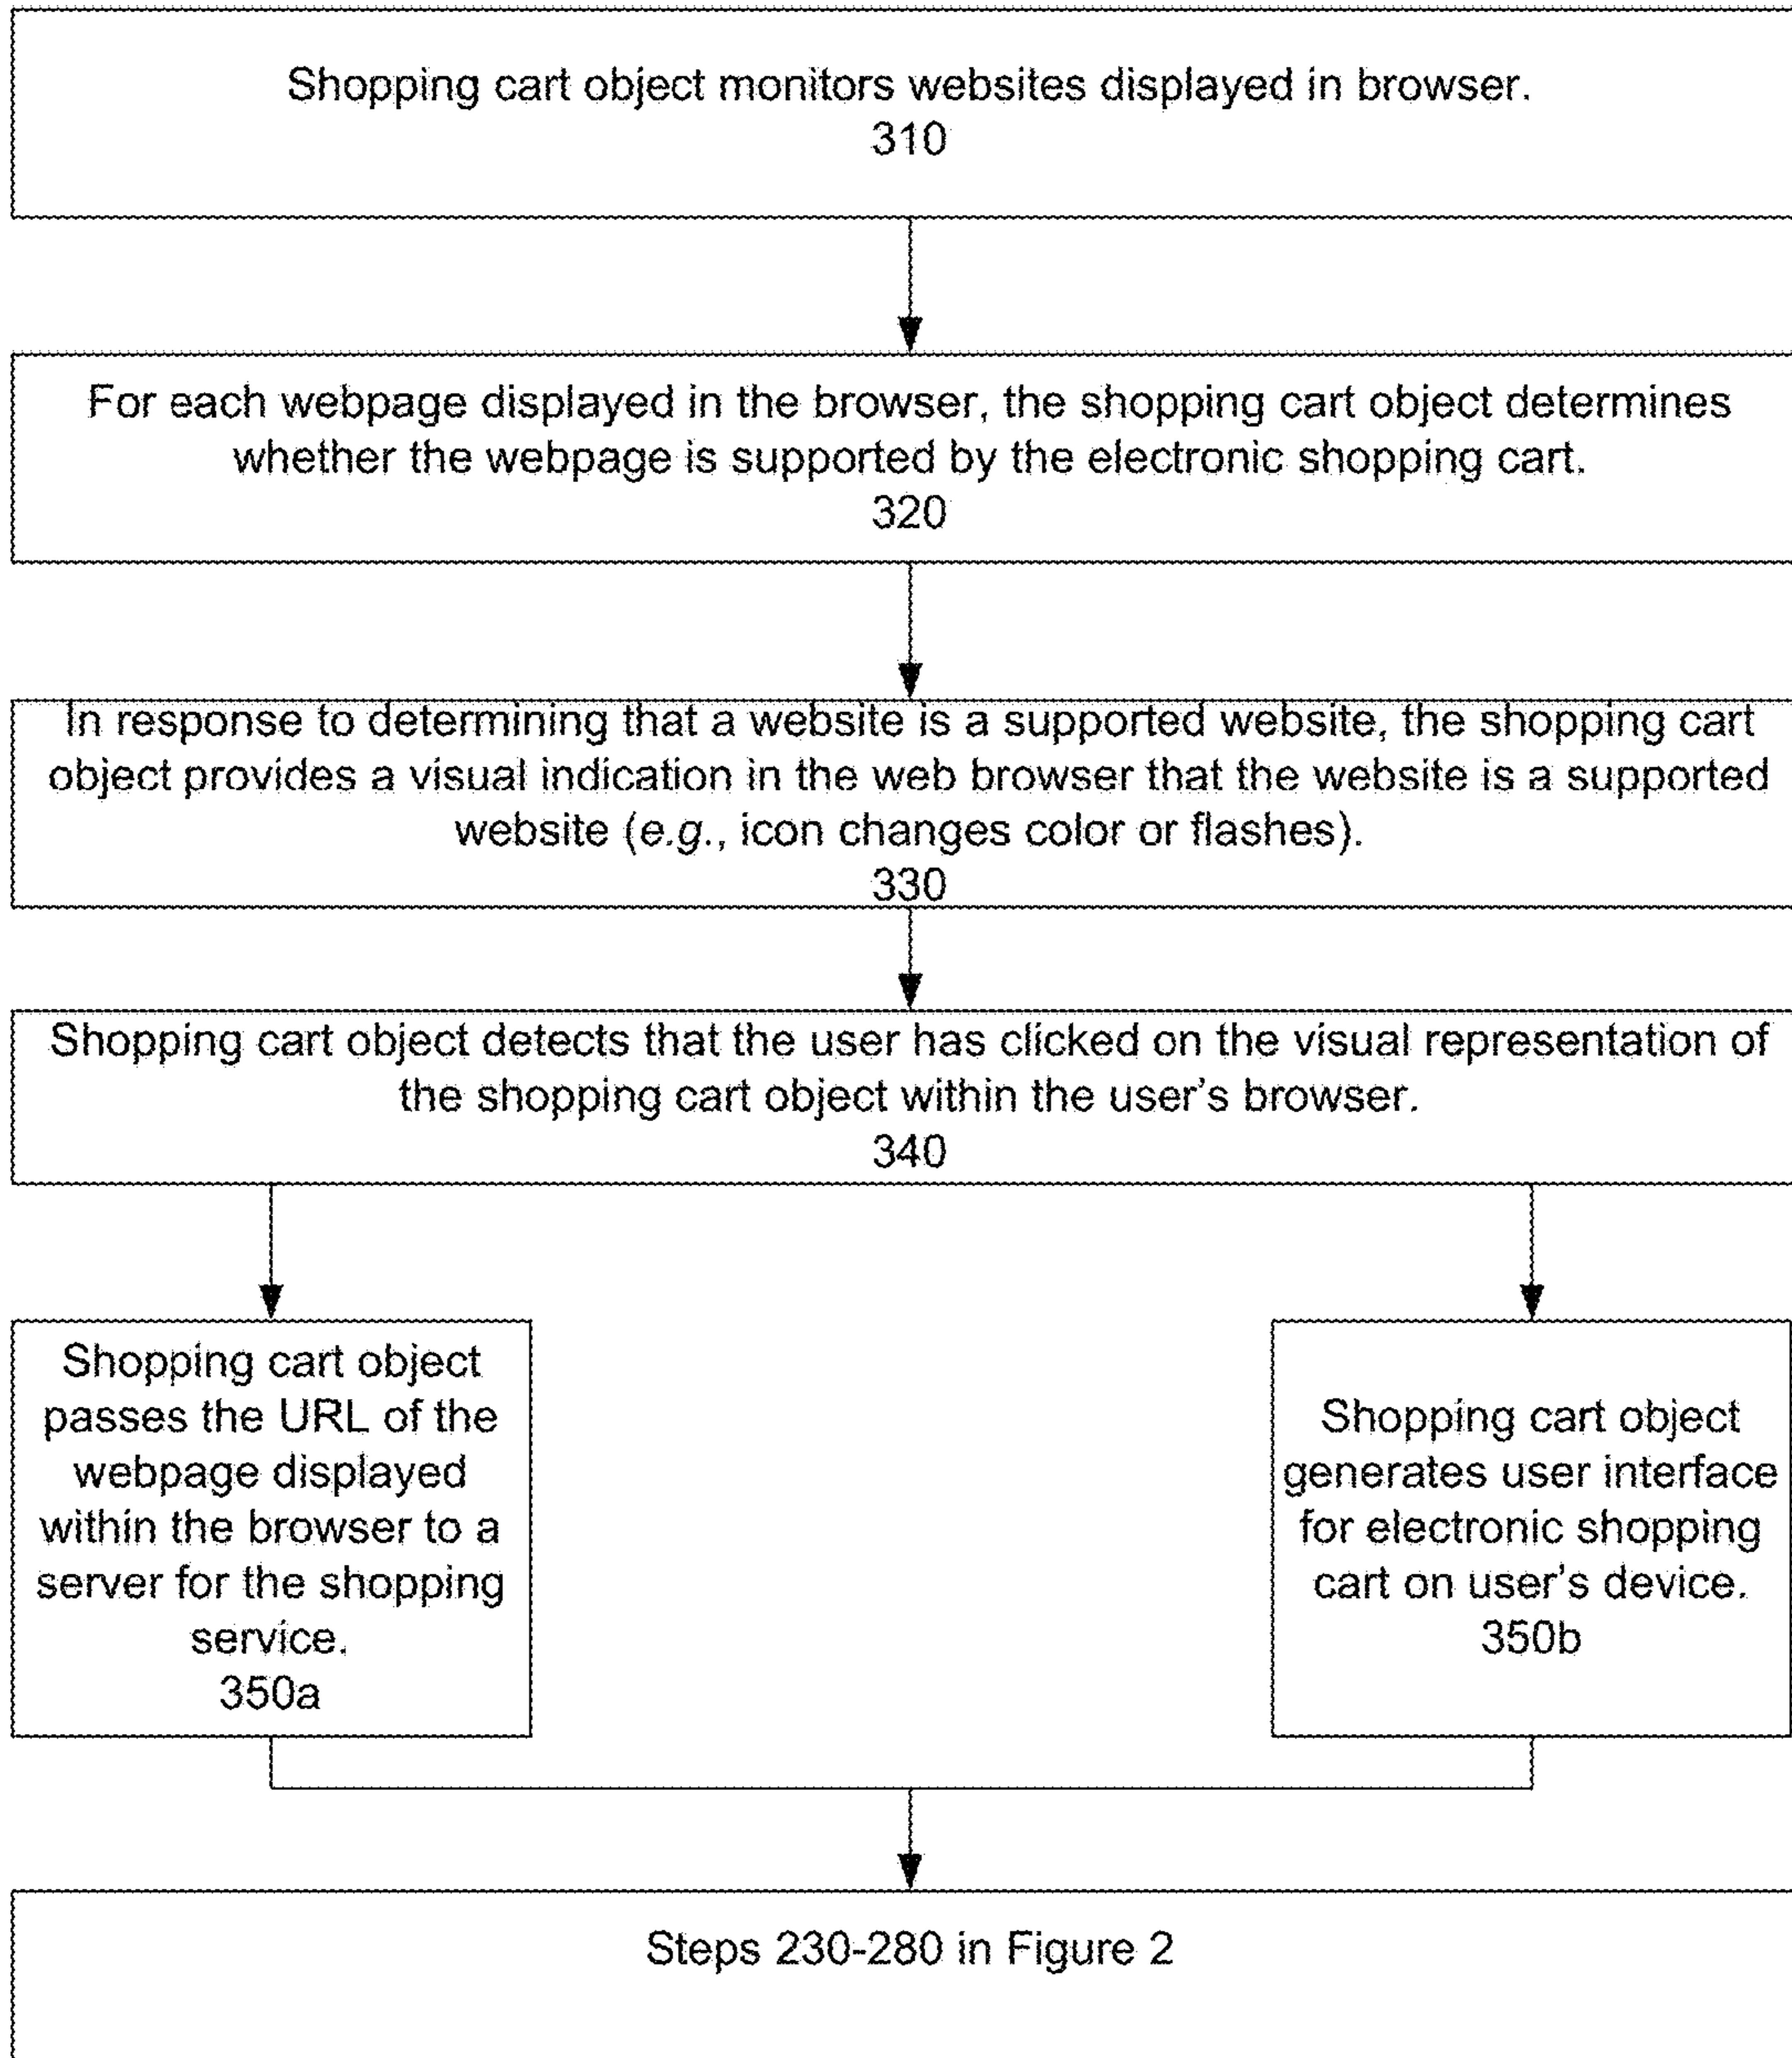 Shopping cart object monitors websites displayed in browser.
310
For each webpage displayed in the browser, the shopping cart object determines
whether the webpage is supported by the electronic shopping cart.
320
In response to determining that a website is a supported website, the shopping cart
object provides a visual indication in the web browser that the website is a supported
website (e.g., icon changes color or flashes).
330
Shopping cart object detects that the user has clicked on the visual representation of
the shopping cart object within the user's browser.
340
Shopping cart object
passes the URL of the
webpage displayed
within the browser to a
server for the shopping
service.
350a
Shopping cart object
generates user interface
for electronic shopping
cart on user's device.
350b
Steps 230-280 in Figure 2